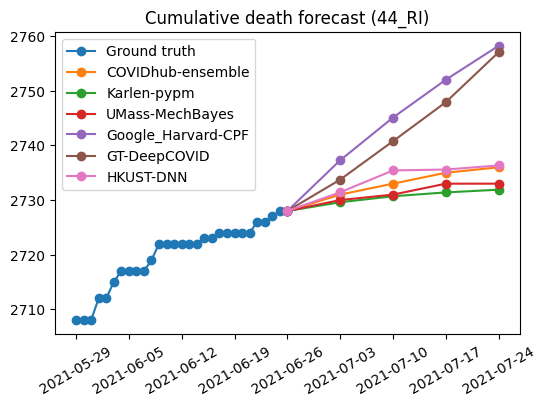 Cumulative death forecast (44_RI)
2760
2750
2740
2730
2720
2710
Ground truth
COVIDhub-ensemble
Karlen-pypm
UMass-MechBayes
Google_Harvard-CPF
GT-DeepCOVID
HKUST-DNN
2021-05-29
2021-06-05
2021-06-12
2021-06-19
2021-06-26
2021-07-03
2021-07-10
2021-07-17
2021-07-24